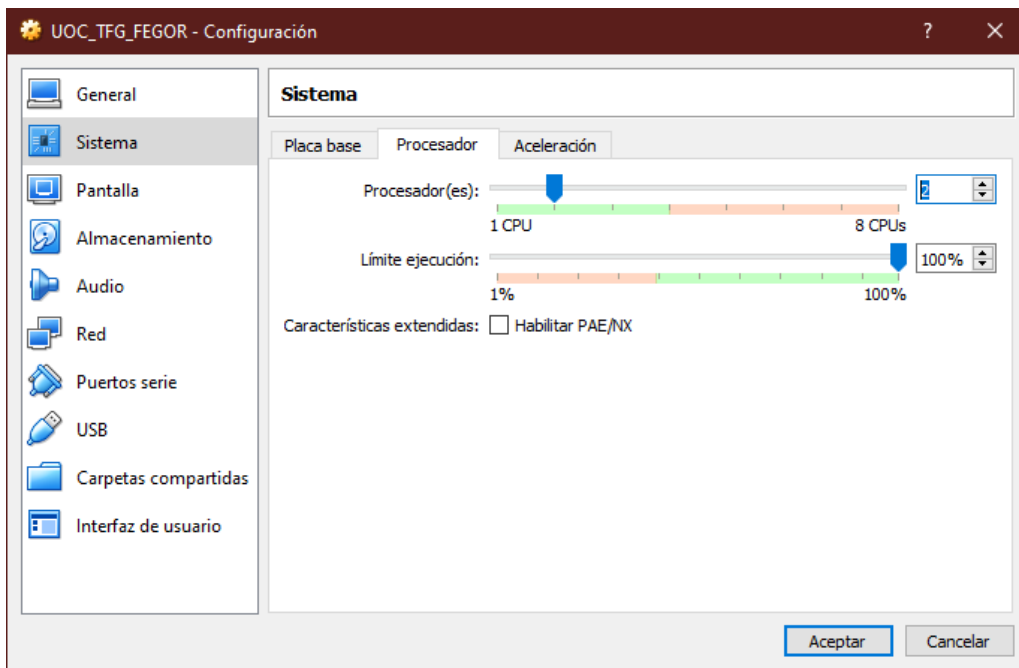 UOC_TFG_FEGOR - Configuración
?
General
Sistema
Pantalla
Almacenamiento
Audio
Red
Puertos serie
USB
Carpetas compartidas
Interfaz de usuario
Sistema
Placa base Procesador Aceleración
Procesador(es): 2
1 CPU 8 CPUs
Límite ejecución: 100%
1% 100%
Características extendidas: Habilitar PAE/NX
Aceptar Cancelar